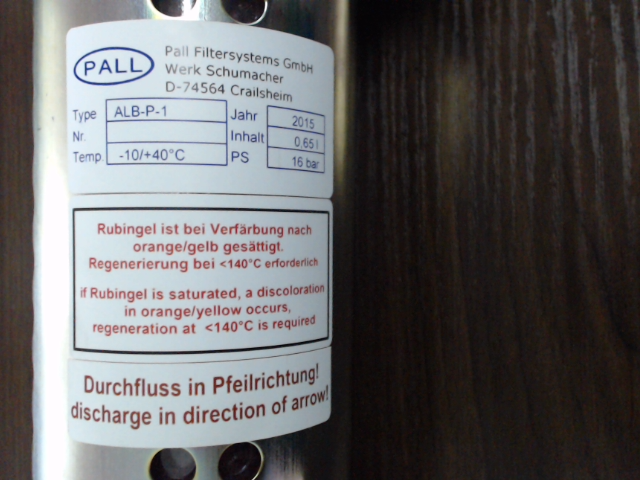 PALL
Pall Filtersystems GmbH
Werk Schumacher
D-74564 Crailsheim
Type ALB-P-1 Jahr 2015
Nr. Inhalt 0.65 l
Temp. -10/+40°C PS 16 bar
Rubingel ist bei Verfärbung nach
orange/gelb gesättigt.
Regenerierung bei <140°C erforderlich
if Rubingel is saturated, a discoloration
in orange/yellow occurs,
regeneration at <140°C is required
Durchfluss in Pfeilrichtung!
discharge in direction of arrow!